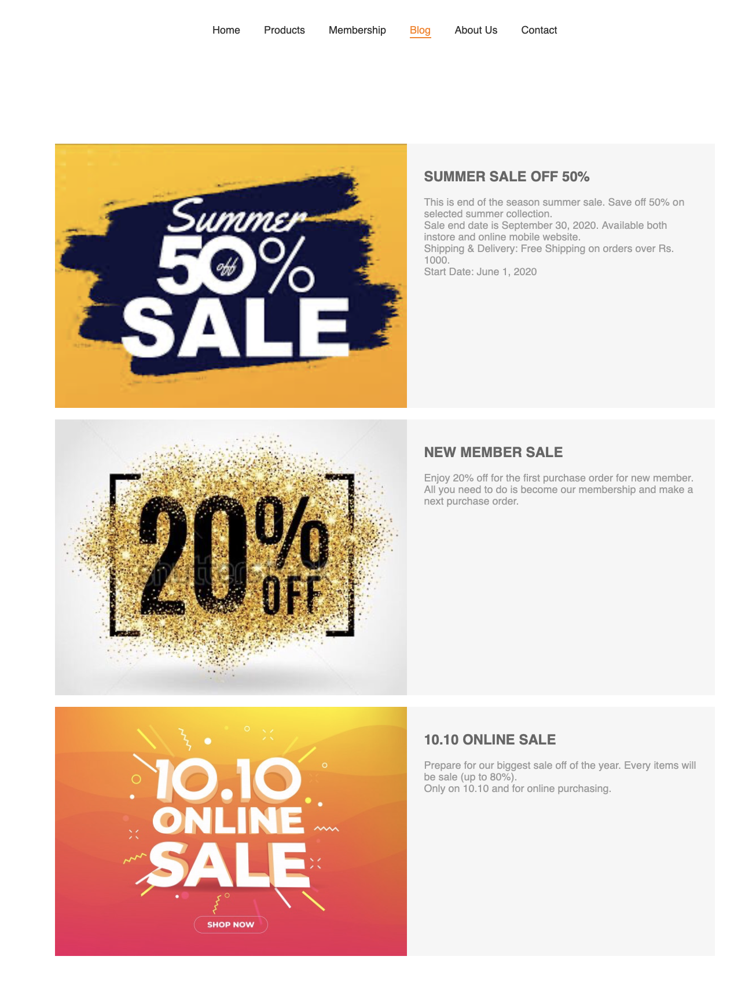 Home Products Membership Blog About Us Contact
Summer
50%
off
SALE
SUMMER SALE OFF 50%
This is end of the season summer sale. Save off 50% on
selected summer collection.
Sale end date is September 30, 2020. Available both
instore and online mobile website.
Shipping & Delivery: Free Shipping on orders over Rs.
1000.
Start Date: June 1, 2020
20%
OFF
shutterstock
NEW MEMBER SALE
Enjoy 20% off for the first purchase order for new member.
All you need to do is become our membership and make a
next purchase order.
10.10
ONLINE
SALE
SHOP NOW
10.10 ONLINE SALE
Prepare for our biggest sale off of the year. Every items will
be sale (up to 80%).
Only on 10.10 and for online purchasing.